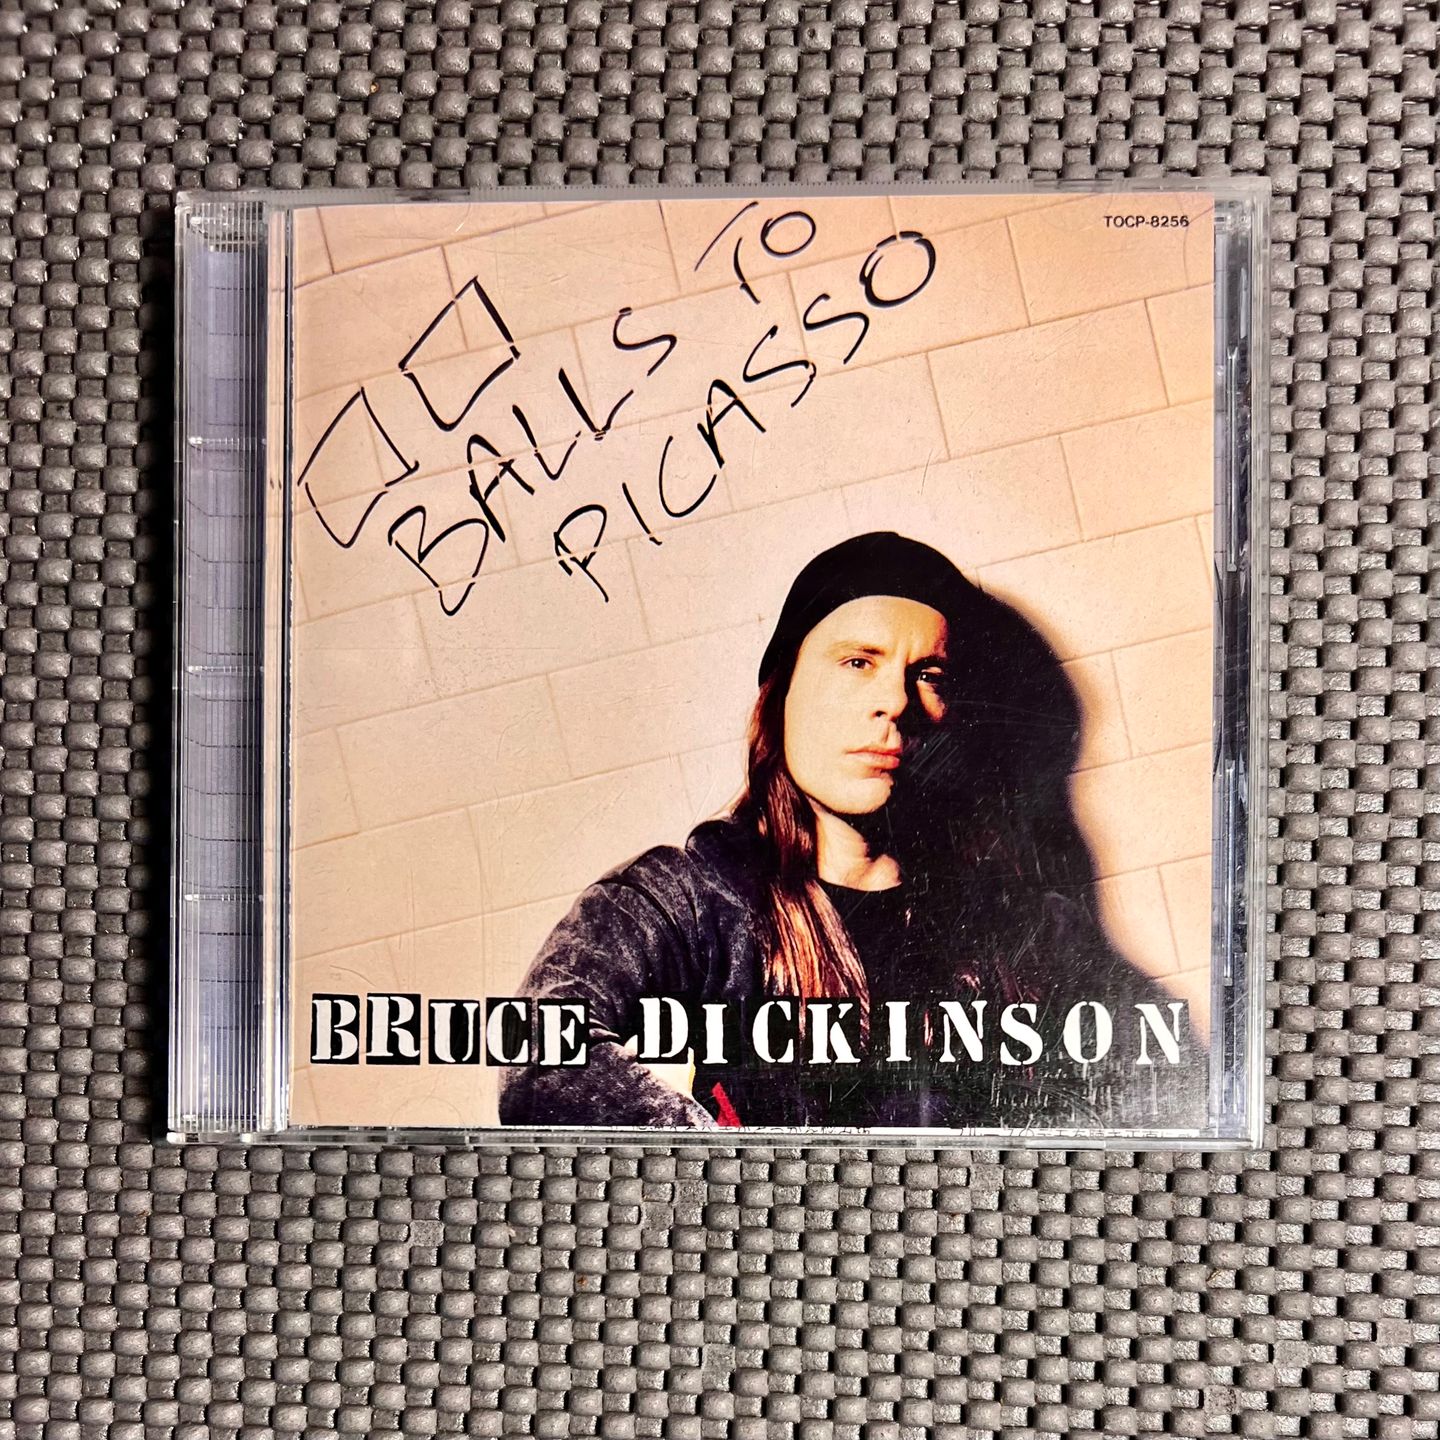 TOCP-8256
BALLS TO
PICASSO
BRUCE DICKINSON